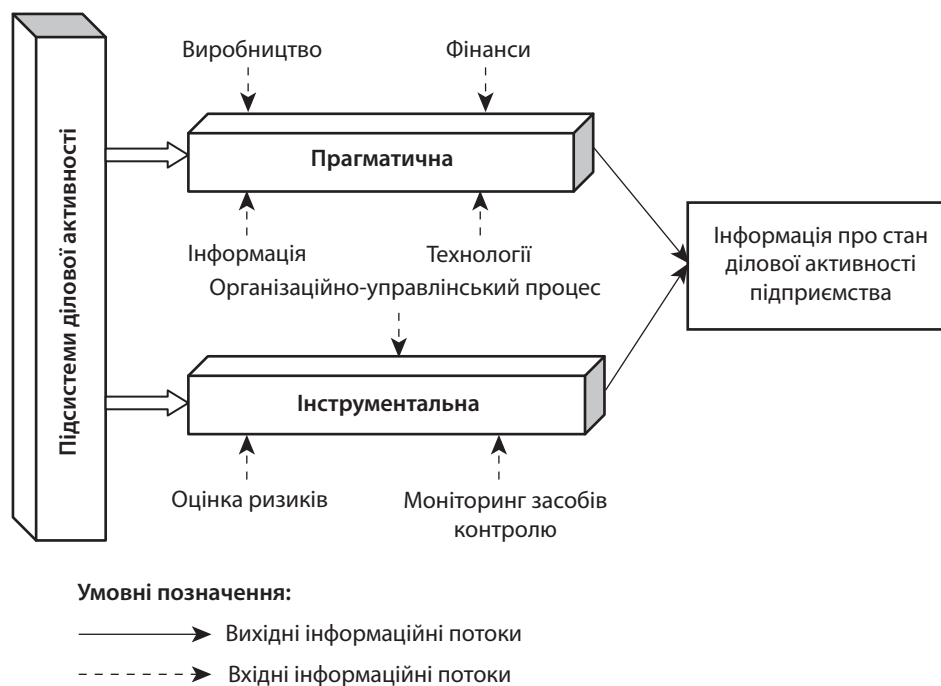 Підсистеми ділової активності
Виробництво
Фінанси
Прагматична
Інформація
Технології
Організаційно-управлінський процес
Інструментальна
Оцінка ризиків
Моніторинг засобів
контролю
Інформація про стан
ділової активності
підприємства
Умовні позначення:
Вихідні інформаційні потоки
Вхідні інформаційні потоки